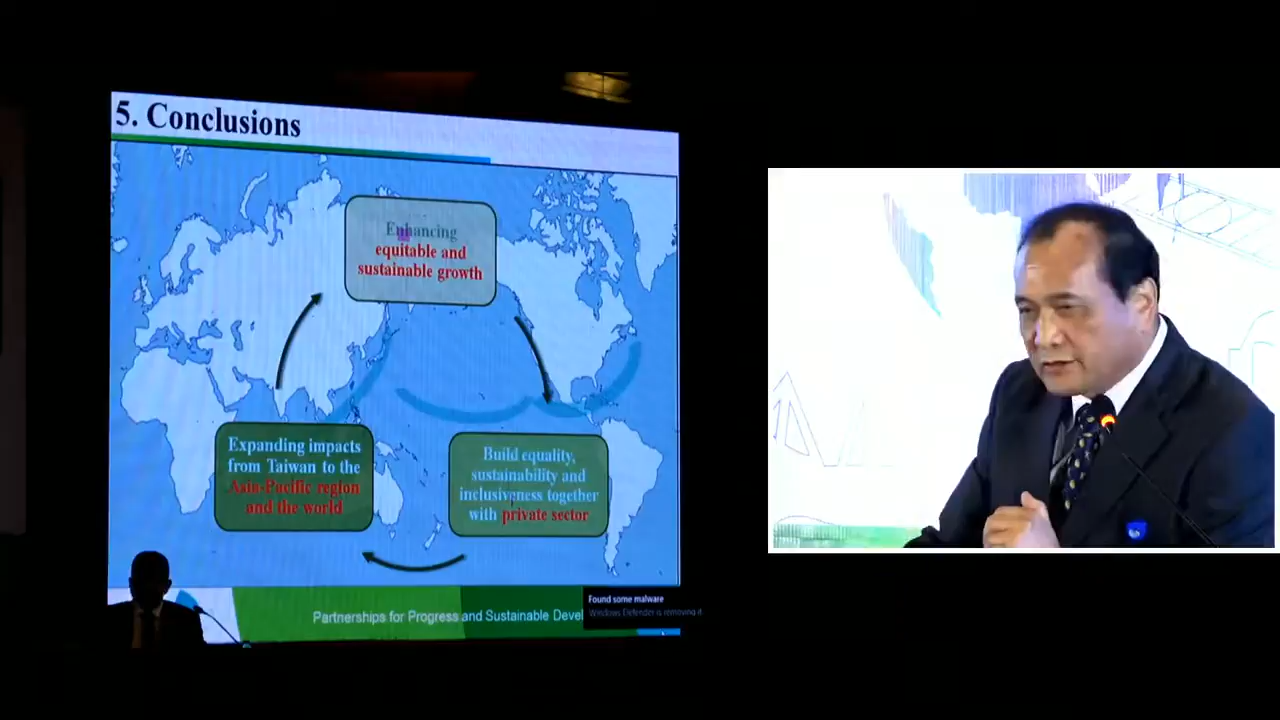 5. Conclusions
Enhancing
equitable and
sustainable growth
Expanding impacts
from Taiwan to the
Asia-Pacific region
and the world
Build equality,
sustainability and
inclusiveness together
with private sector
Partnerships for Progress and Sustainable Devel
Found some malware
Windows Defender is removing it